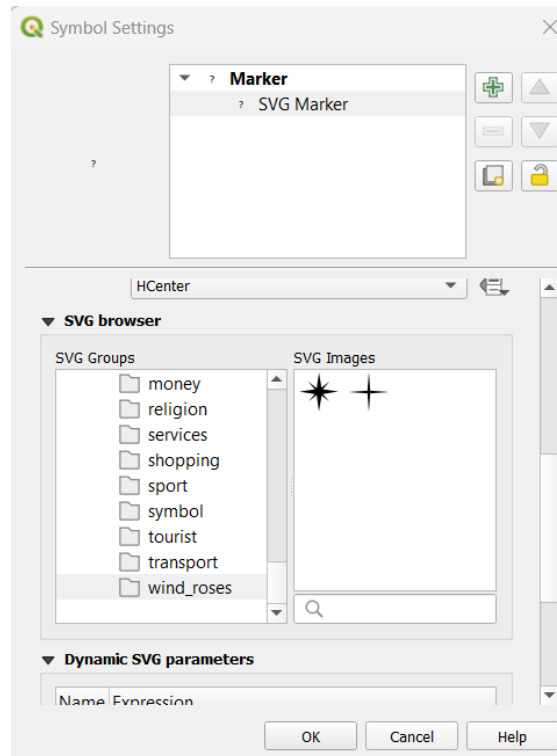 Symbol Settings
? Marker
? SVG Marker
?
HCenter
SVG browser
SVG Groups
SVG Images
money
religion
services
shopping
sport
symbol
tourist
transport
wind_roses
Dynamic SVG parameters
Name Expression
OK
Cancel
Help